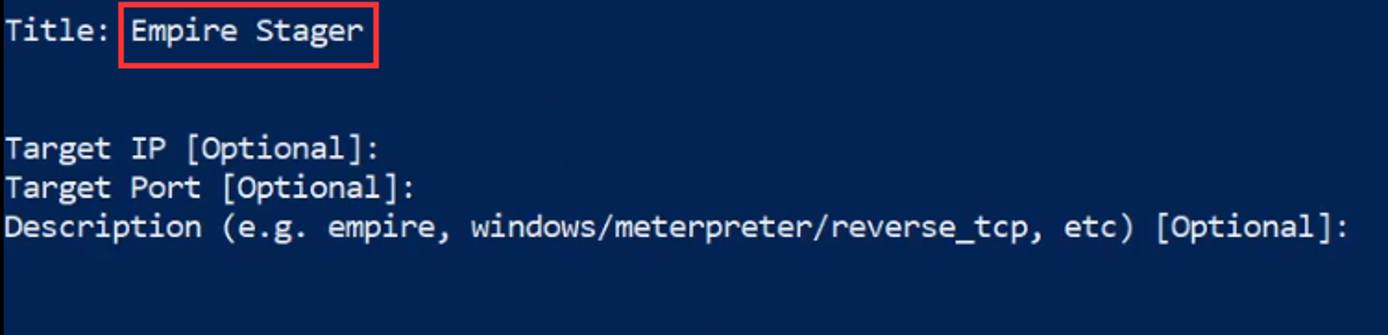 Title: Empire Stager
Target IP [Optional]:
Target Port [Optional]:
Description (e.g. empire, windows/meterpreter/reverse_tcp, etc) [Optional]: